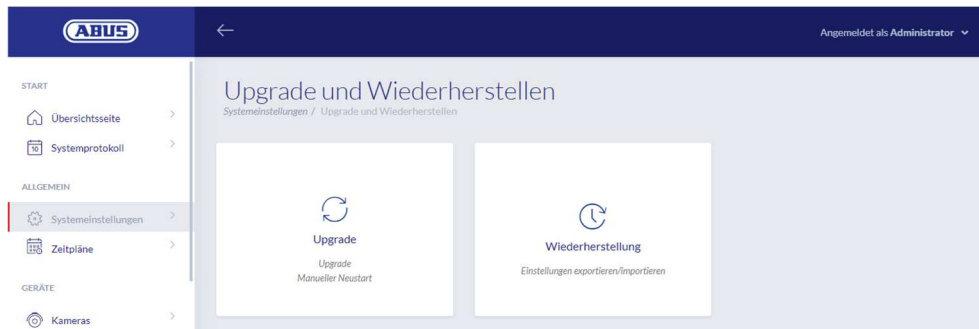 ABUS
Angemeldet als Administrator
START
Übersichtsseite
10 Systemprotokoll
ALLGEMEIN
Systemeinstellungen
Zeitpläne
GERÄTE
Kameras
Upgrade und Wiederherstellen
Systemeinstellungen / Upgrade und Wiederherstellen
Upgrade
Upgrade
Manueller Neustart
Wiederherstellung
Einstellungen exportieren/importieren